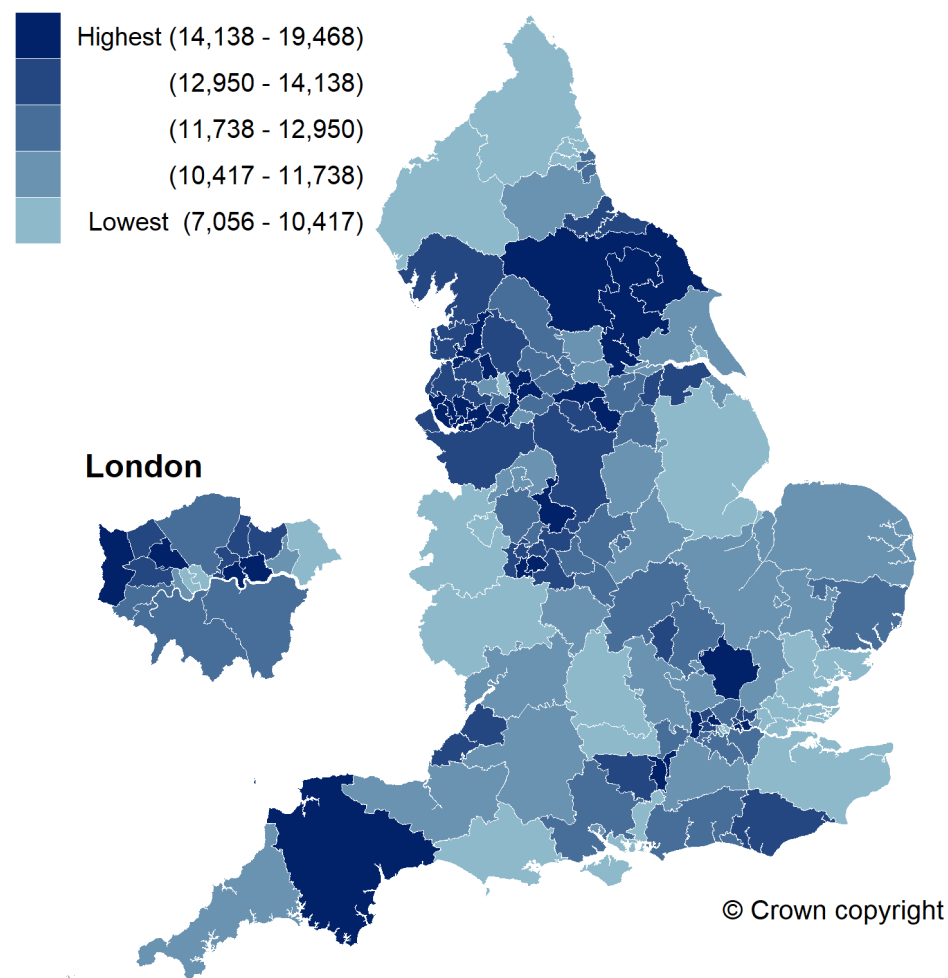 Highest (14,138 - 19,468)
(12,950 - 14,138)
(11,738 - 12,950)
(10,417 - 11,738)
Lowest (7,056 - 10,417)
London
© Crown copyright